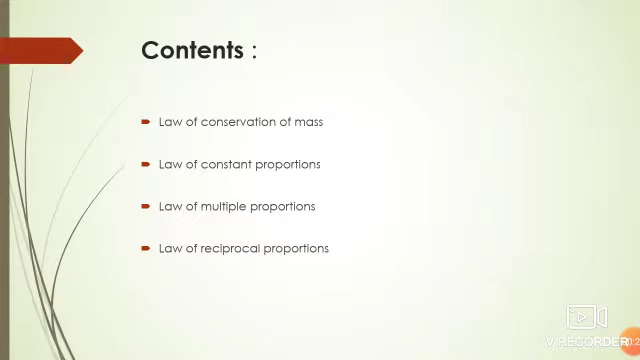 Contents :
Law of conservation of mass
Law of constant proportions
Law of multiple proportions
Law of reciprocal proportions
V RECORDER